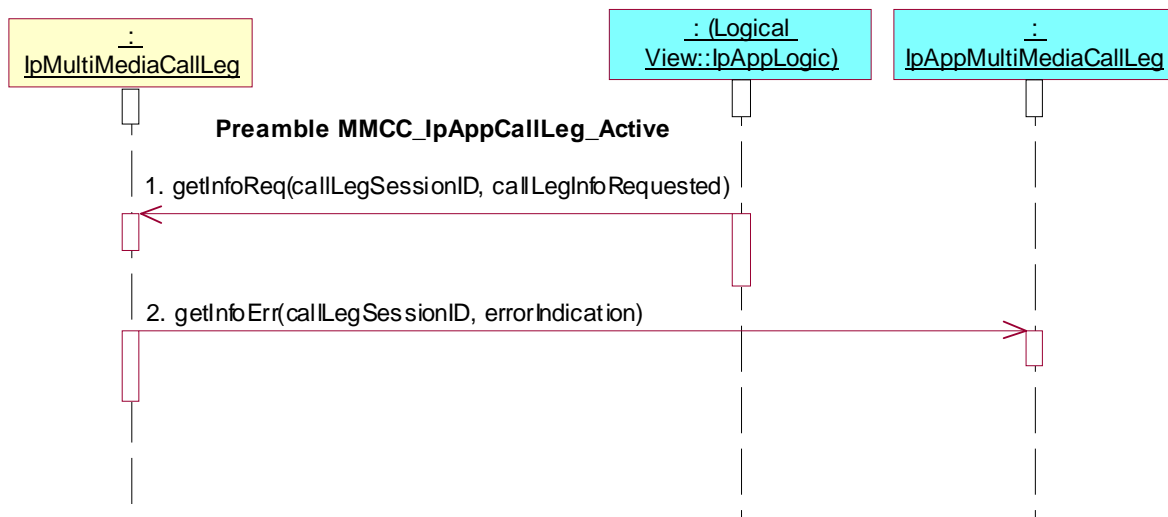 :
IpMultiMediaCallLeg
: (Logical
View::IpAppLogic)
:
IpAppMultiMediaCallLeg
Preamble MMCC_IpAppCallLeg_Active
1. getInfoReq(callLegSessionID, callLegInfoRequested)
2. getInfoErr(callLegSessionID, errorIndication)